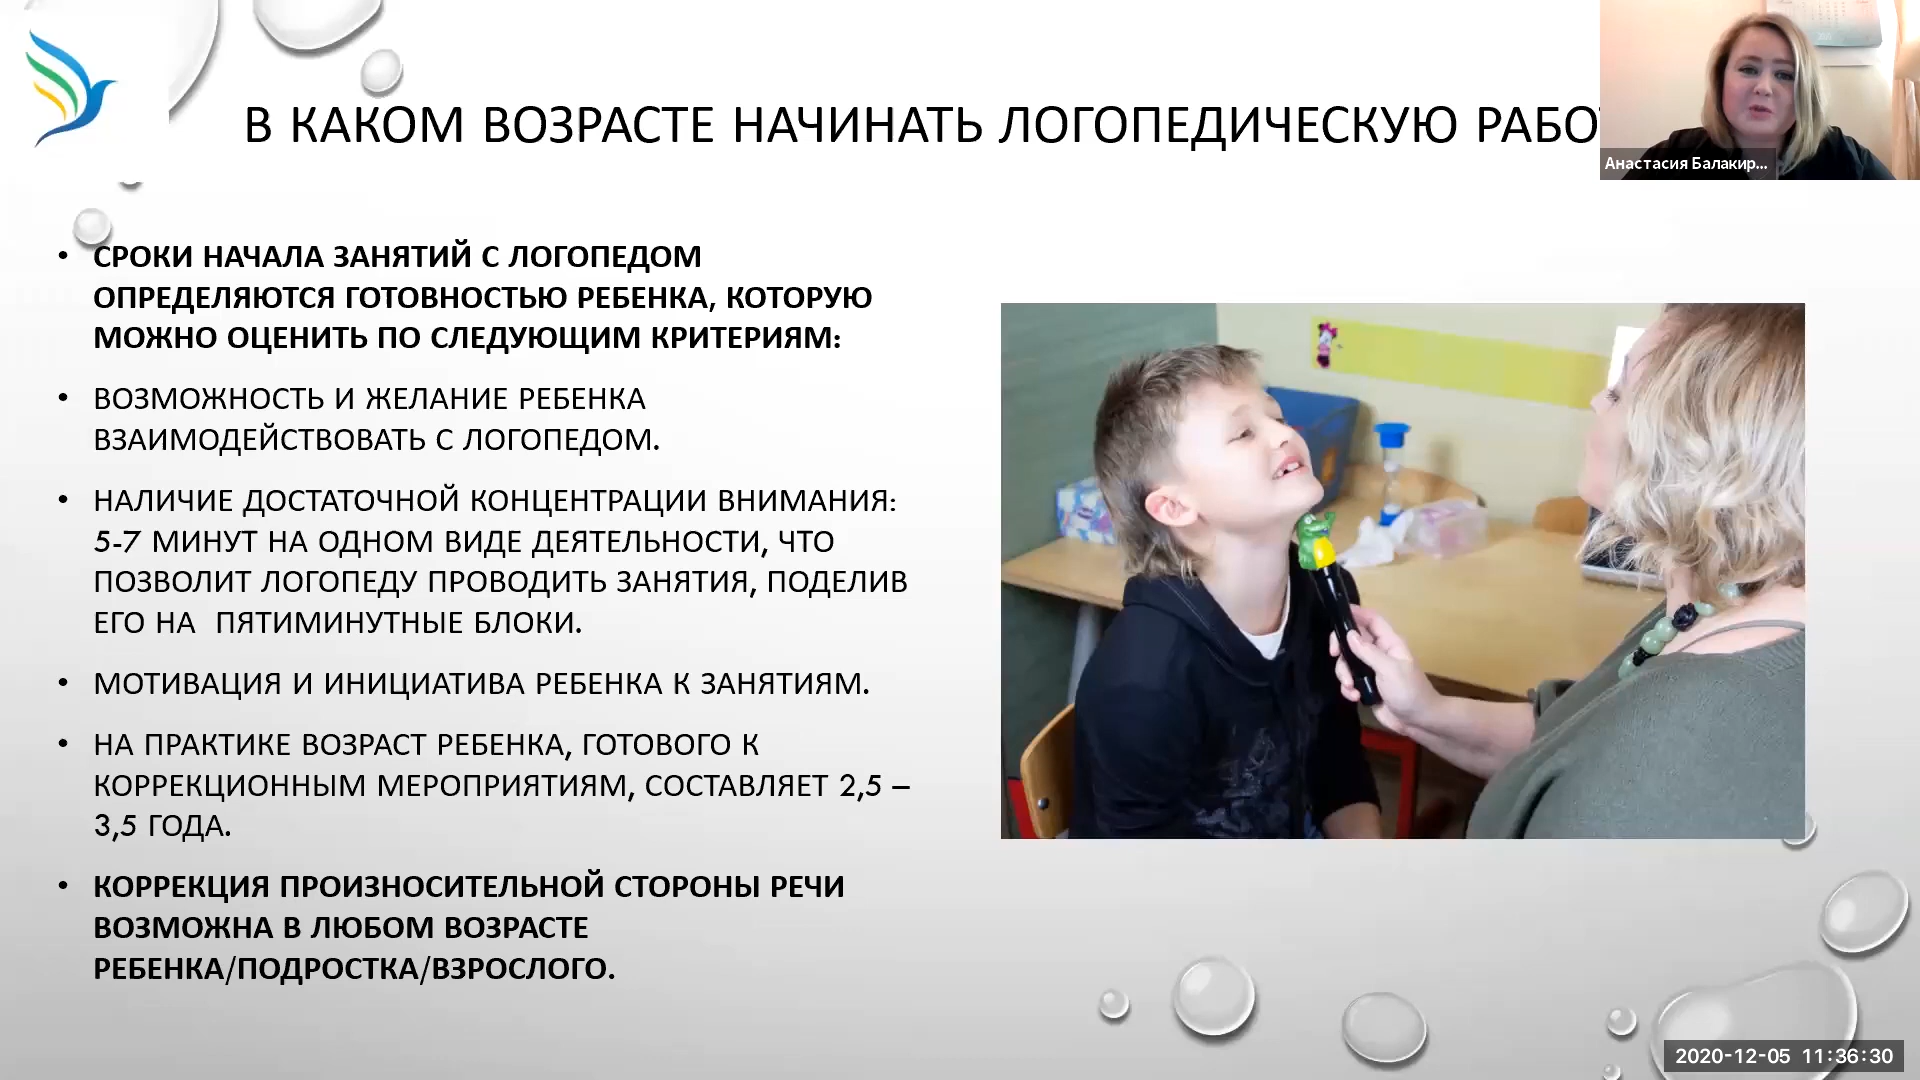 В КАКОМ ВОЗРАСТЕ НАЧИНАТЬ ЛОГОПЕДИЧЕСКУЮ
Анастасия Балакир...
• СРОКИ НАЧАЛА ЗАНЯТИЙ С ЛОГОПЕДОМ
ОПРЕДЕЛЯЮТСЯ ГОТОВНОСТЬЮ РЕБЕНКА, КОТОРУЮ
МОЖНО ОЦЕНИТЬ ПО СЛЕДУЮЩИМ КРИТЕРИЯМ:
• ВОЗМОЖНОСТЬ И ЖЕЛАНИЕ РЕБЕНКА
ВЗАИМОДЕЙСТВОВАТЬ С ЛОГОПЕДОМ.
• НАЛИЧИЕ ДОСТАТОЧНОЙ КОНЦЕНТРАЦИИ ВНИМАНИЯ:
5-7 МИНУТ НА ОДНОМ ВИДЕ ДЕЯТЕЛЬНОСТИ, ЧТО
ПОЗВОЛИТ ЛОГОПЕДУ ПРОВОДИТЬ ЗАНЯТИЯ, ПОДЕЛИВ
ЕГО НА ПЯТИМИНУТНЫЕ БЛОКИ.
• МОТИВАЦИЯ И ИНИЦИАТИВА РЕБЕНКА К ЗАНЯТИЯМ.
• НА ПРАКТИКЕ ВОЗРАСТ РЕБЕНКА, ГОТОВОГО К
КОРРЕКЦИОННЫМ МЕРОПРИЯТИЯМ, СОСТАВЛЯЕТ 2,5 –
3,5 ГОДА.
• КОРРЕКЦИЯ ПРОИЗНОСИТЕЛЬНОЙ СТОРОНЫ РЕЧИ
ВОЗМОЖНА В ЛЮБОМ ВОЗРАСТЕ
РЕБЕНКА/ПОДРОСТКА/ВЗРОСЛОГО.
2020-12-05 11:36:30